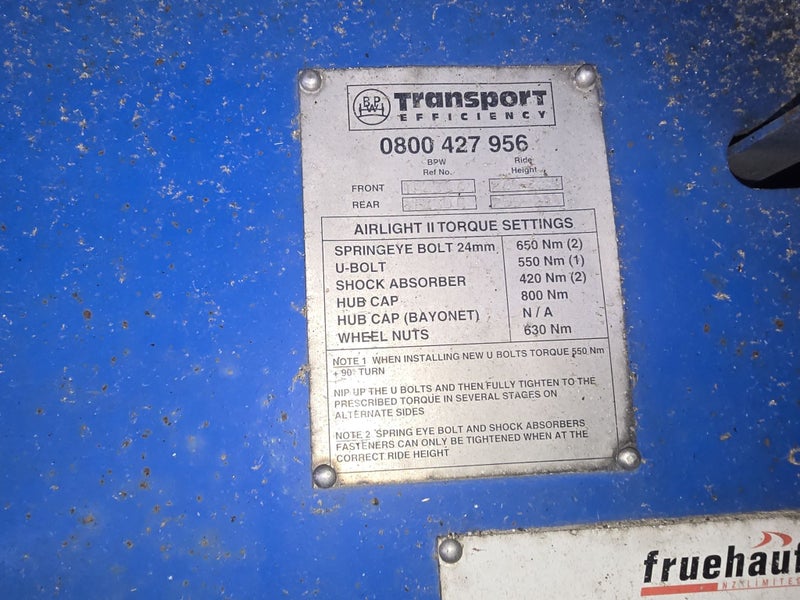 BPW Transport
EFFICIENCY
0800 427 956
BPW Ride
Ref No. Height
FRONT
REAR
AIRLIGHT II TORQUE SETTINGS
SPRINGEYE BOLT 24mm 650 Nm (2)
U-BOLT 550 Nm (1)
SHOCK ABSORBER 420 Nm (2)
HUB CAP 800 Nm
HUB CAP (BAYONET) N / A
WHEEL NUTS 630 Nm
NOTE 1 WHEN INSTALLING NEW U BOLTS TORQUE 550 Nm
+ 90° TURN
NIP UP THE U BOLTS AND THEN FULLY TIGHTEN TO THE
PRESCRIBED TORQUE IN SEVERAL STAGES ON
ALTERNATE SIDES
NOTE 2 SPRING EYE BOLT AND SHOCK ABSORBERS
FASTENERS CAN ONLY BE TIGHTENED WHEN AT THE
CORRECT RIDE HEIGHT
fruehauf
NZ LIMITED